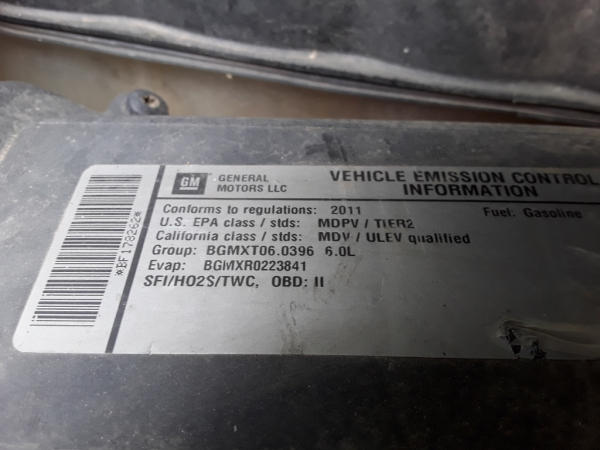 GM
GENERAL
MOTORS LLC
VEHICLE EMISSION CONTROL
INFORMATION
Conforms to regulations: 2011
Fuel: Gasoline
U.S. EPA class / stds: MDPV / TIER2
California class / stds: MDV / ULEV qualified
Group: BGMXT06.0396 6.0L
Evap: BGMXR0223841
SFI/HO2S/TWC, OBD: II
*BF178262*